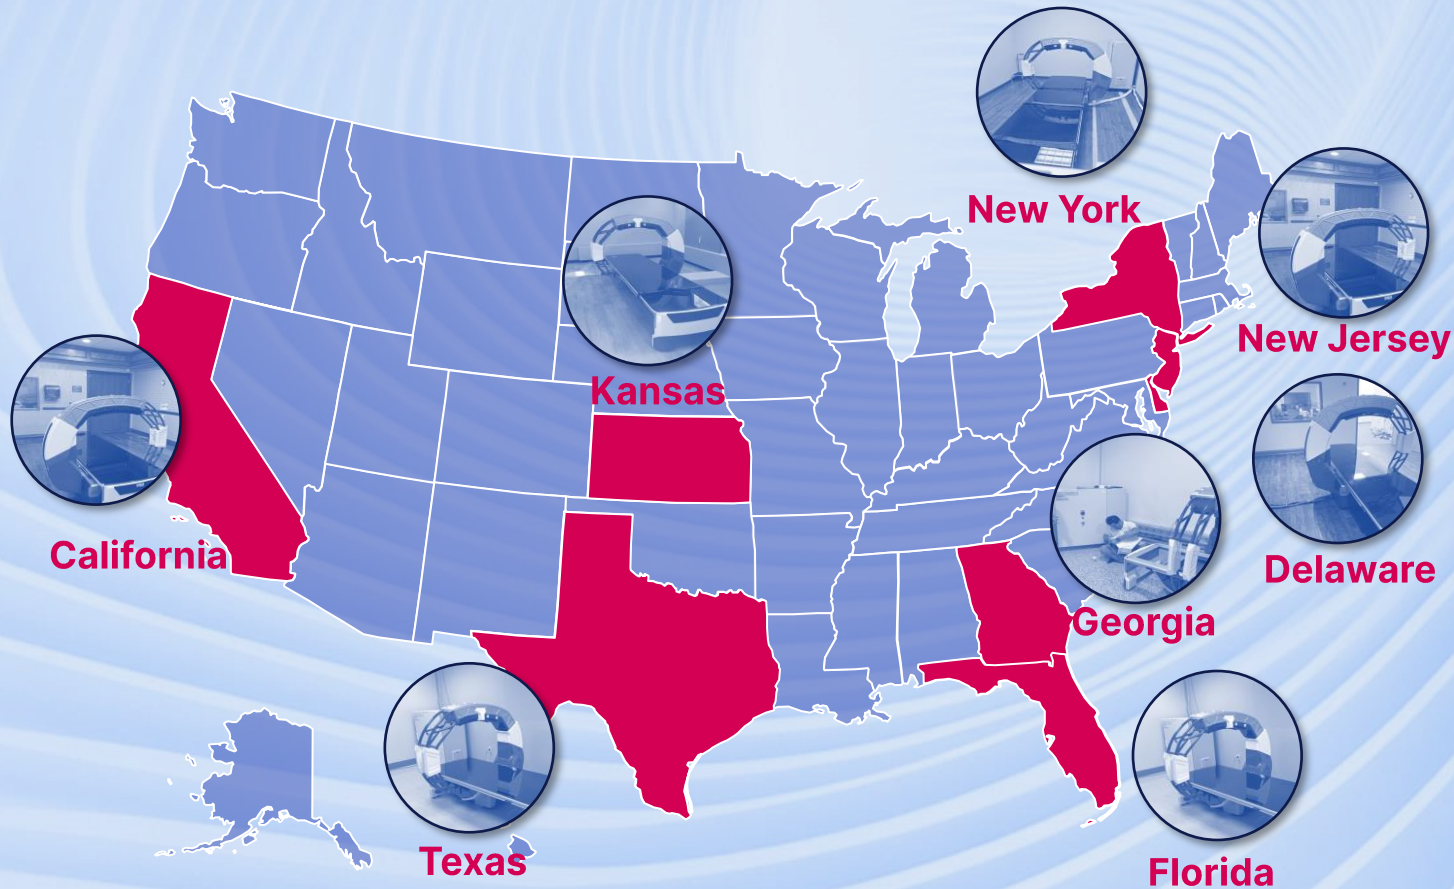 New York
New Jersey
Kansas
California
Delaware
Georgia
Texas
Florida